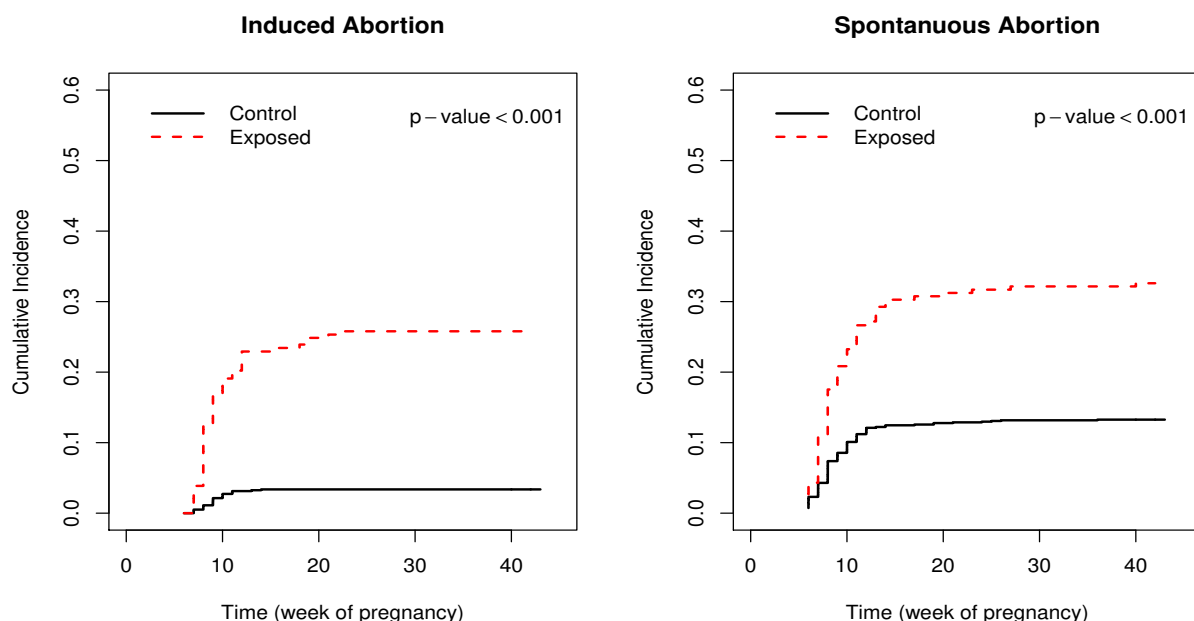 Induced Abortion
Cumulative Incidence
0.6
0.5
0.4
0.3
0.2
0.1
0.0
Control
Exposed
p − value < 0.001
0 10 20 30 40
Time (week of pregnancy)
Spontanuous Abortion
Cumulative Incidence
0.6
0.5
0.4
0.3
0.2
0.1
0.0
Control
Exposed
p − value < 0.001
0 10 20 30 40
Time (week of pregnancy)